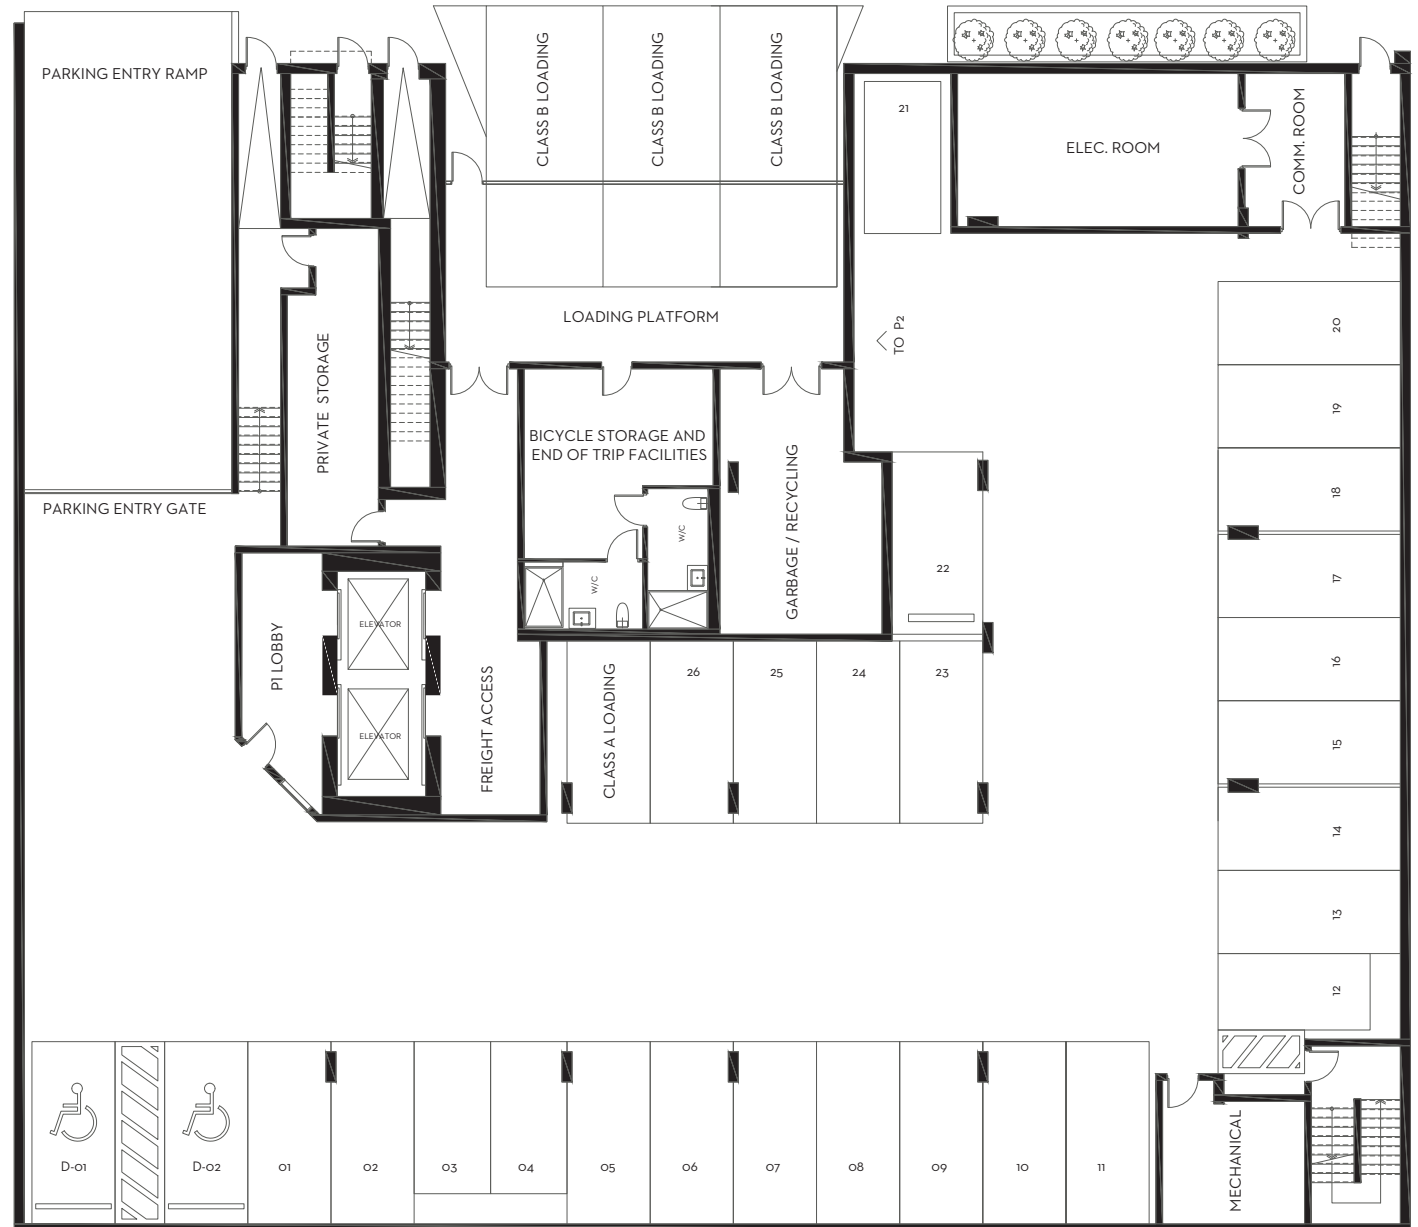 PARKING ENTRY RAMP
CLASS B LOADING
CLASS B LOADING
CLASS B LOADING
21
ELEC. ROOM
COMM. ROOM
LOADING PLATFORM
TO P2
20
PRIVATE STORAGE
19
BICYCLE STORAGE AND
END OF TRIP FACILITIES
GARBAGE / RECYCLING
18
PARKING ENTRY GATE
W/C
W/C
22
17
P1 LOBBY
ELEVATOR
ELEVATOR
FREIGHT ACCESS
CLASS A LOADING
26
25
24
23
16
15
14
13
12
D-01
D-02
01
02
03
04
05
06
07
08
09
10
11
MECHANICAL